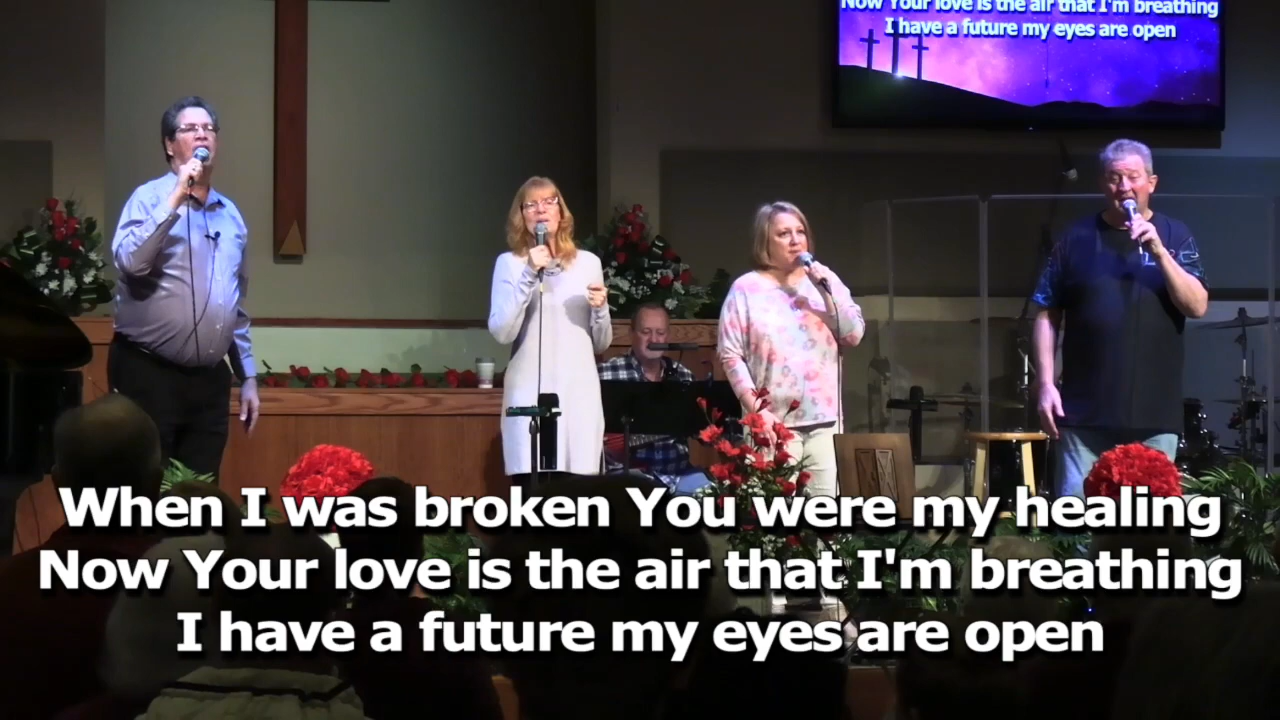 Now Your love is the air that I'm breathing
I have a future my eyes are open
When I was broken You were my healing
Now Your love is the air that I'm breathing
I have a future my eyes are open